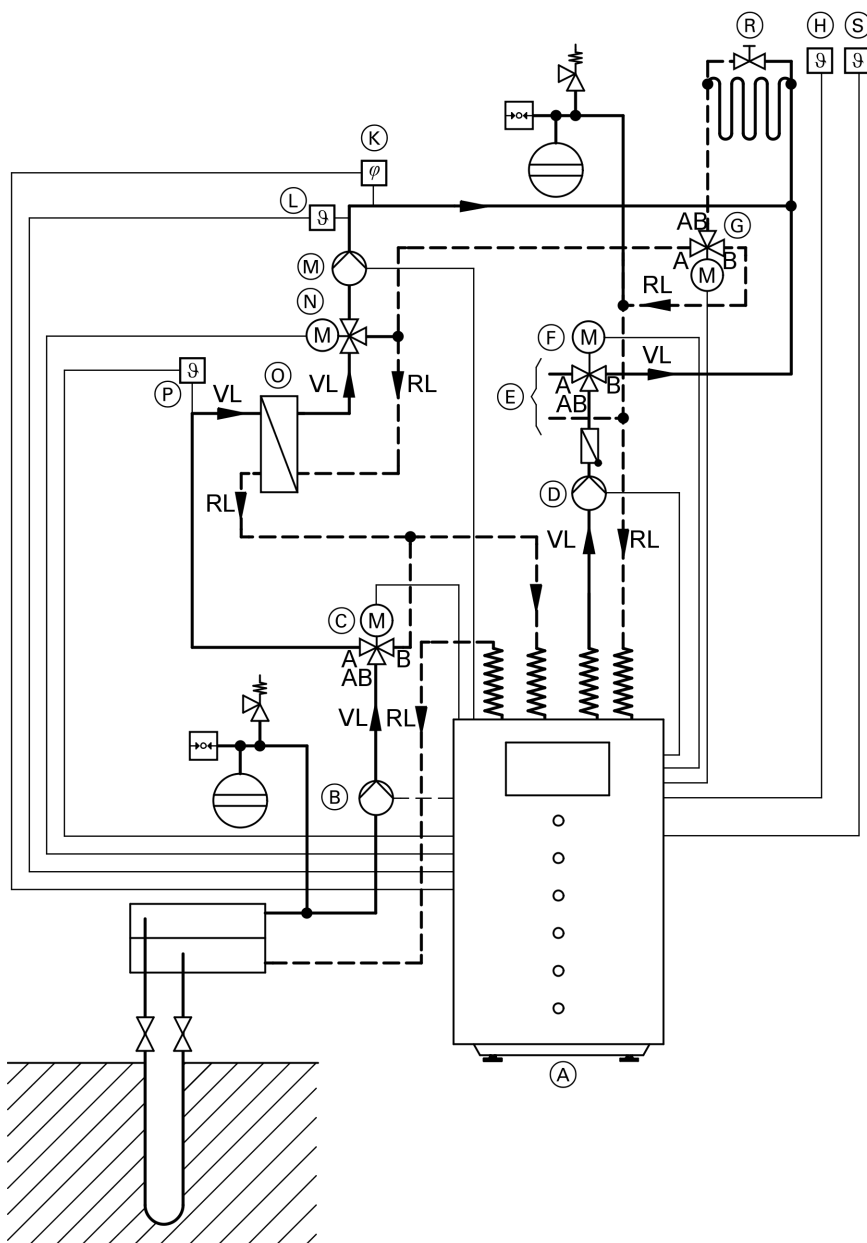 R H S
ϑ ϑ
K
φ
L ϑ
AB G
M A B
M
N RL
F M
M VL
ϑ O VL RL A B
P VL E AB
RL D
VL RL
C M
A B
AB
VL RL
B
A